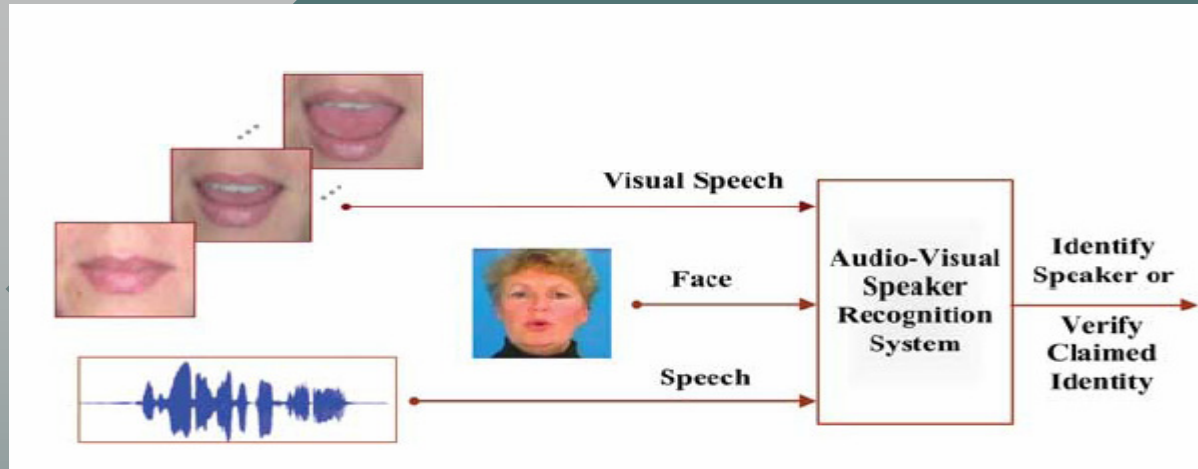 Visual Speech
Face
Speech
Audio-Visual
Speaker
Recognition
System
Identify
Speaker or
Verify
Claimed
Identity